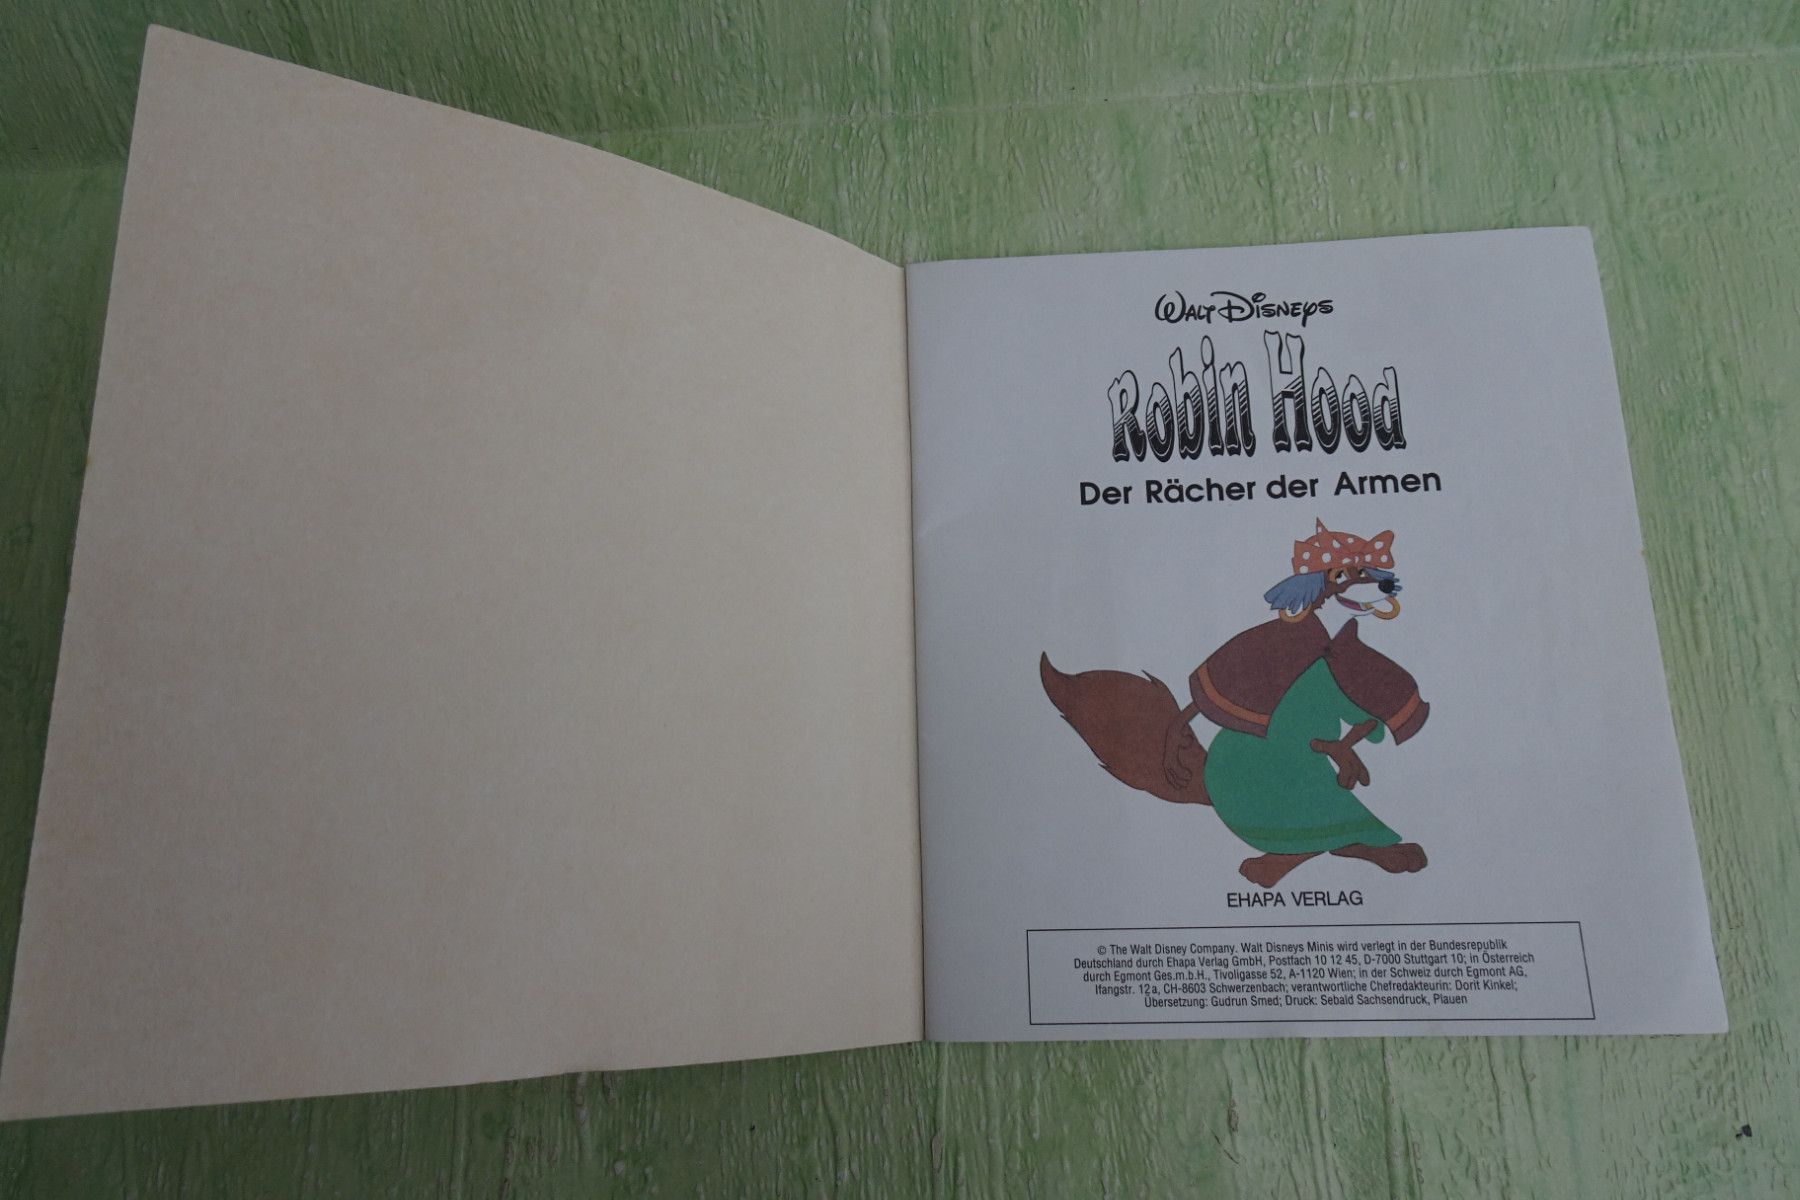 WALT DISNEYS
Robin Hood
Der Rächer der Armen
EHAPA VERLAG
© The Walt Disney Company. Walt Disneys Minis wird verlegt in der Bundesrepublik
Deutschland durch Ehapa Verlag GmbH, Postfach 10 12 45, D-7000 Stuttgart 10; in Österreich
durch Egmont Ges.m.b.H., Tivoligasse 52, A-1120 Wien; in der Schweiz durch Egmont AG,
Ifangstr. 12a, CH-8603 Schwerzenbach; verantwortliche Chefredakteurin: Dorit Kinkel;
Übersetzung: Gudrun Smed; Druck: Sebald Sachsendruck, Plauen